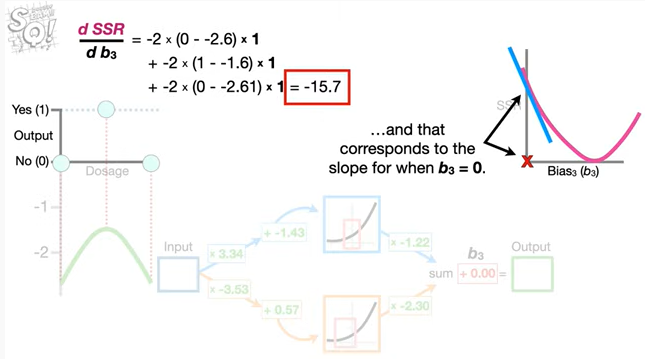 SQ!
d SSR
d b₃
= -2 × (0 - -2.6) × 1
+ -2 × (1 - -1.6) × 1
+ -2 × (0 - -2.61) × 1 = -15.7
Yes (1)
Output
No (0)
Dosage
-1
-2
SSR
...and that
corresponds to the
slope for when b₃ = 0.
X
Bias₃ (b₃)
Input
× 3.34
+ -1.43
× -1.22
× -3.53
+ 0.57
× -2.30
b₃
sum + 0.00 =
Output